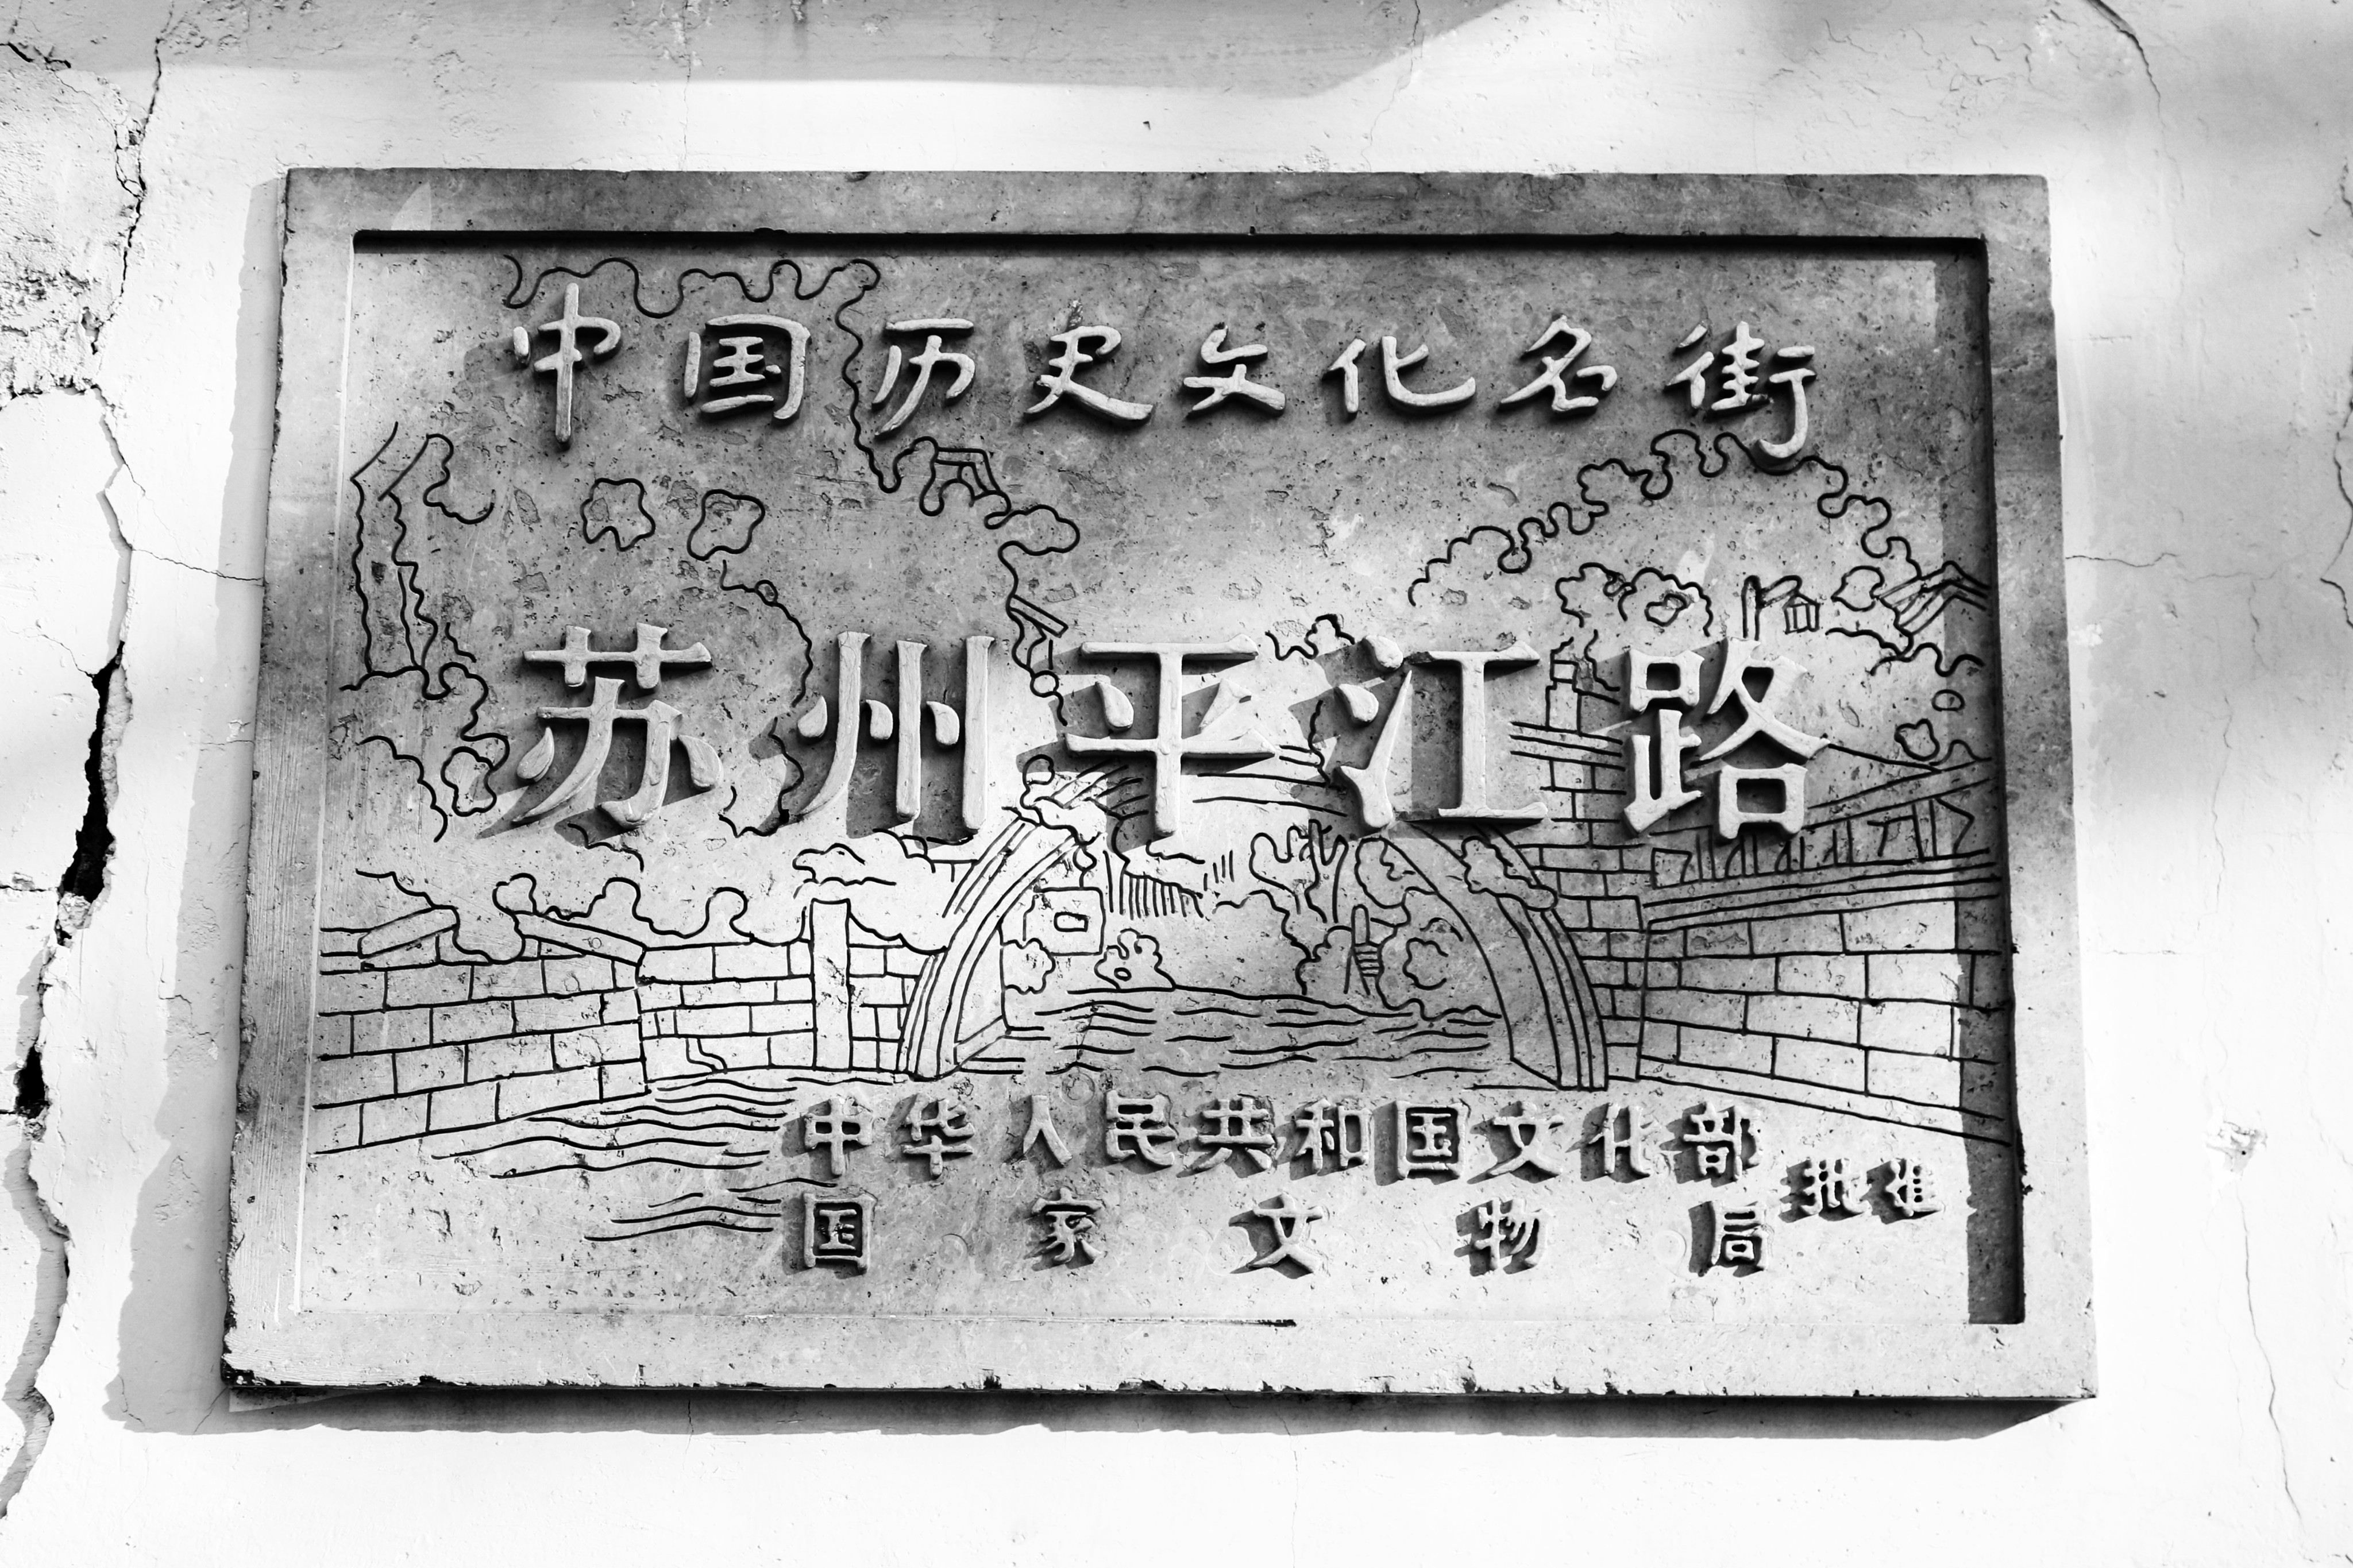 中国历史文化名街
苏州平江路
中华人民共和国文化部
国家文物局
批准